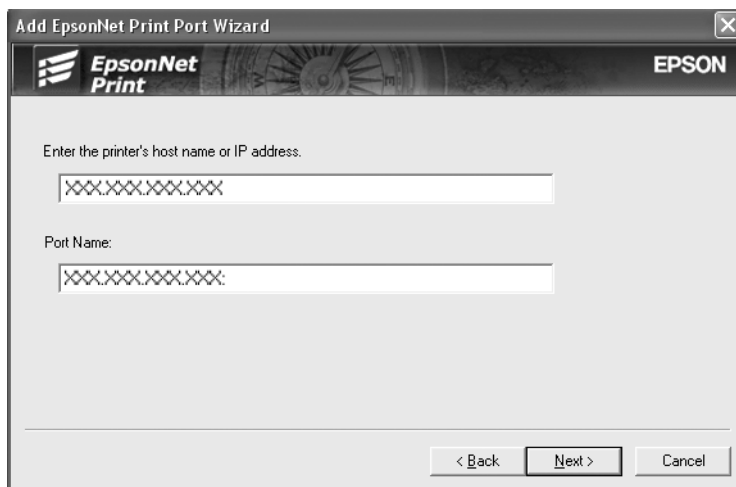 Add EpsonNet Print Port Wizard
EpsonNet
Print
EPSON
Enter the printer's host name or IP address.
XXX.XXX.XXX.XXX
Port Name:
XXX.XXX.XXX.XXX:
< Back
Next >
Cancel